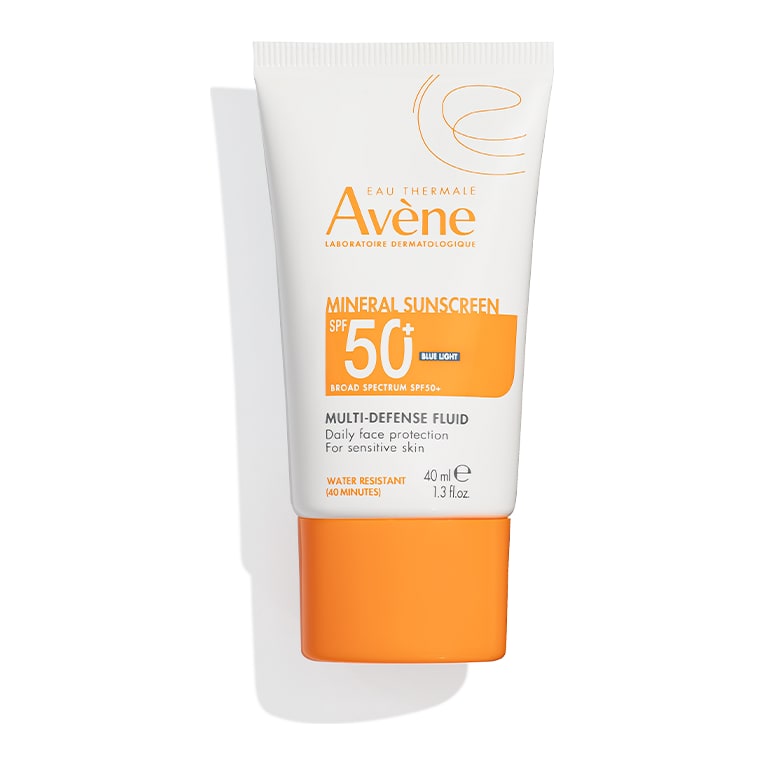 EAU THERMALE
Avène
LABORATOIRE DERMATOLOGIQUE
MINERAL SUNSCREEN
SPF 50+
BLUE LIGHT
BROAD SPECTRUM SPF50+
MULTI-DEFENSE FLUID
Daily face protection
For sensitive skin
WATER RESISTANT
(40 MINUTES)
40 ml ℮
1.3 fl.oz.